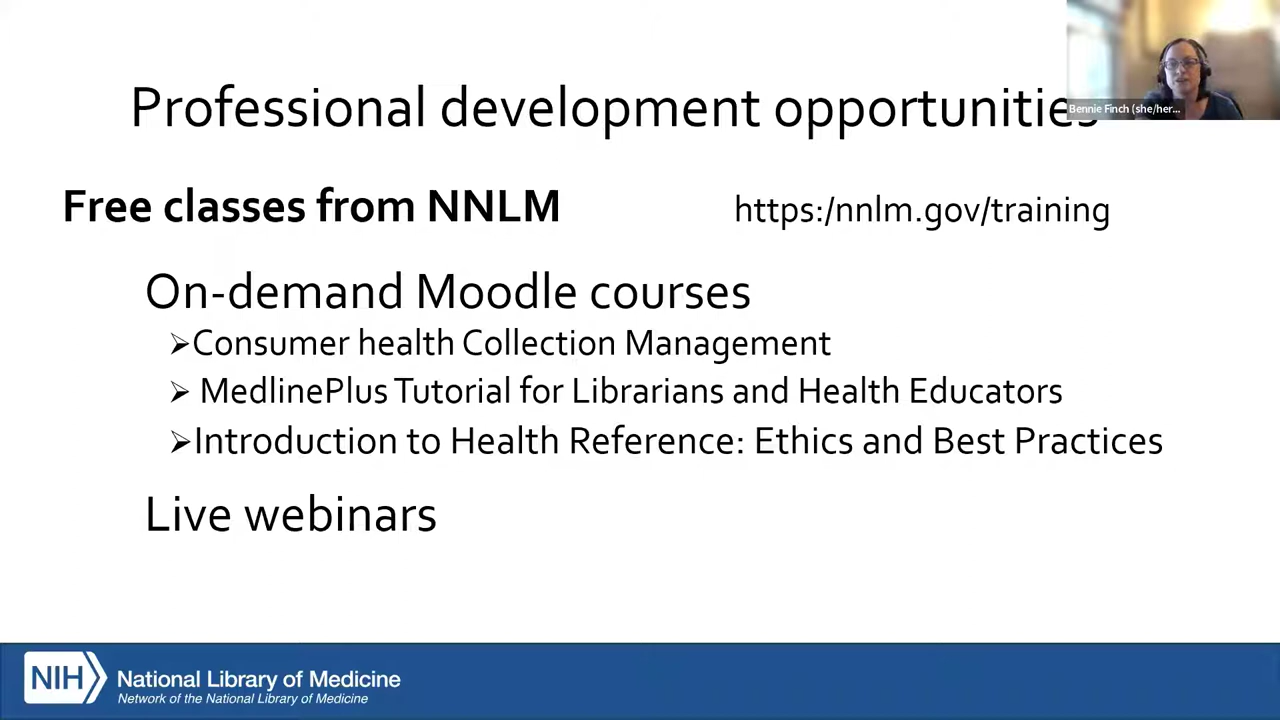 Professional development opportunities
Bennie Finch (she/her...
Free classes from NNLM
https:/nnlm.gov/training
On-demand Moodle courses
➢Consumer health Collection Management
➢ MedlinePlus Tutorial for Librarians and Health Educators
➢Introduction to Health Reference: Ethics and Best Practices
Live webinars
NIH
National Library of Medicine
Network of the National Library of Medicine